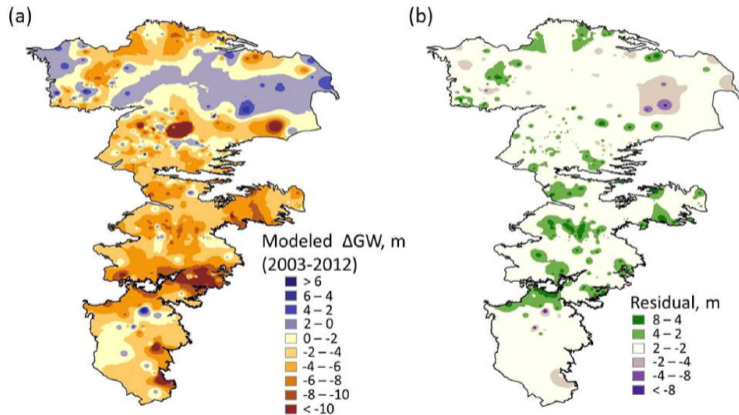 (a)
(b)
Modeled ΔGW, m
(2003-2012)
> 6
6 – 4
4 – 2
2 – 0
0 – -2
-2 – -4
-4 – -6
-6 – -8
-8 – -10
< -10
Residual, m
8 – 4
4 – 2
2 – -2
-2 – -4
-4 – -8
< -8